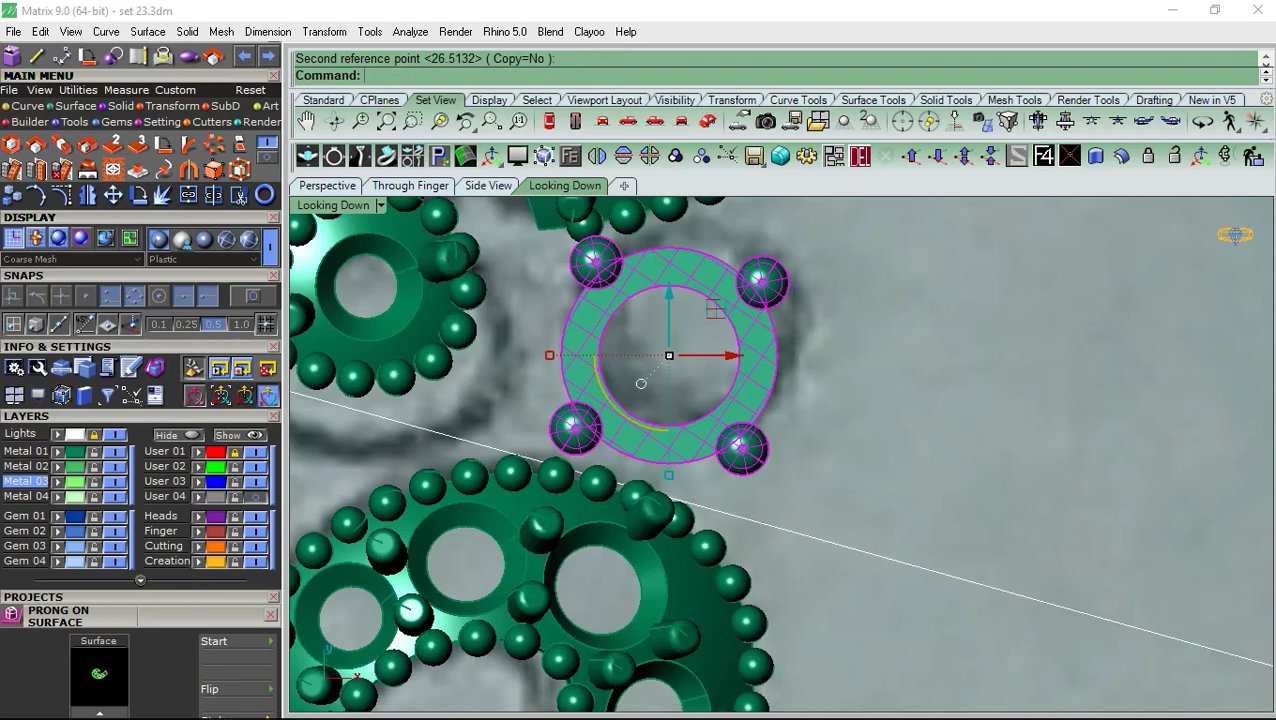 Matrix 9.0 (64-bit) - set 23.3dm
File Edit View Curve Surface Solid Mesh Dimension Transform Tools Analyze Render Rhino 5.0 Blend Clayoo Help
Second reference point <26.5132> ( Copy=No ):
Command:
MAIN MENU
File View Utilities Measure Custom Reset
Curve Surface Solid Transform SubD Art
Builder Tools Gems Setting Cutters Render
Standard CPlanes Set View Display Select Viewport Layout Visibility Transform Curve Tools Surface Tools Solid Tools Mesh Tools Render Tools Drafting New in V5
Perspective Through Finger Side View Looking Down
Looking Down
DISPLAY
Coarse Mesh Plastic
SNAPS
0.1 0.25 0.5 1.0
INFO & SETTINGS
LAYERS
Lights Hide Show
Metal 01 User 01
Metal 02 User 02
Metal 03 User 03
Metal 04 User 04
Gem 01 Heads
Gem 02 Finger
Gem 03 Cutting
Gem 04 Creation
PROJECTS
PRONG ON
SURFACE
Surface Start
Flip
y
x